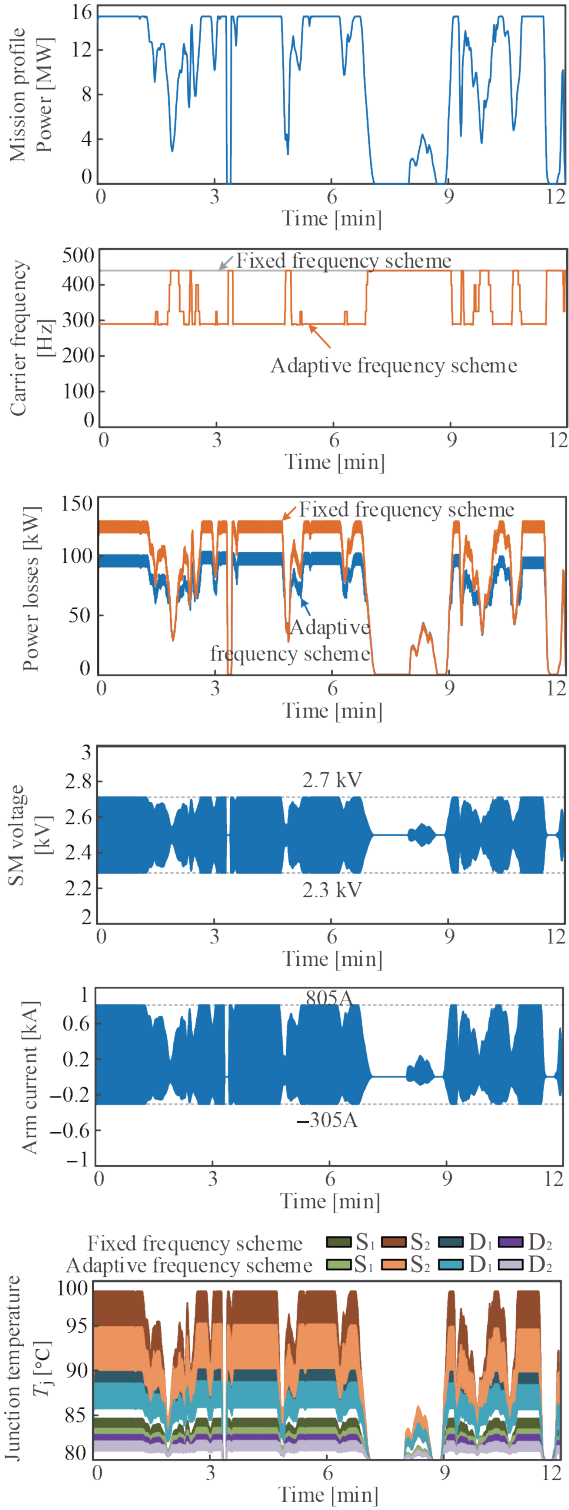 Mission profile
Power [MW]
16
12
8
4
0
0 3 6 9 12
Time [min]
Carrier frequency
[Hz]
500
400
300
200
100
0
Fixed frequency scheme
Adaptive frequency scheme
0 3 6 9 12
Time [min]
Power losses [kW]
150
100
50
0
Fixed frequency scheme
Adaptive
frequency scheme
0 3 6 9 12
Time [min]
SM voltage
[kV]
3
2.8
2.6
2.4
2.2
2
2.7 kV
2.3 kV
0 3 6 9 12
Time [min]
Arm current [kA]
1
0.6
0.2
−0.2
−0.6
−1
805A
−305A
0 3 6 9 12
Time [min]
Fixed frequency scheme S1 S2 D1 D2
Adaptive frequency scheme S1 S2 D1 D2
Junction temperature
Tj [°C]
100
95
90
85
80
0 3 6 9 12
Time [min]